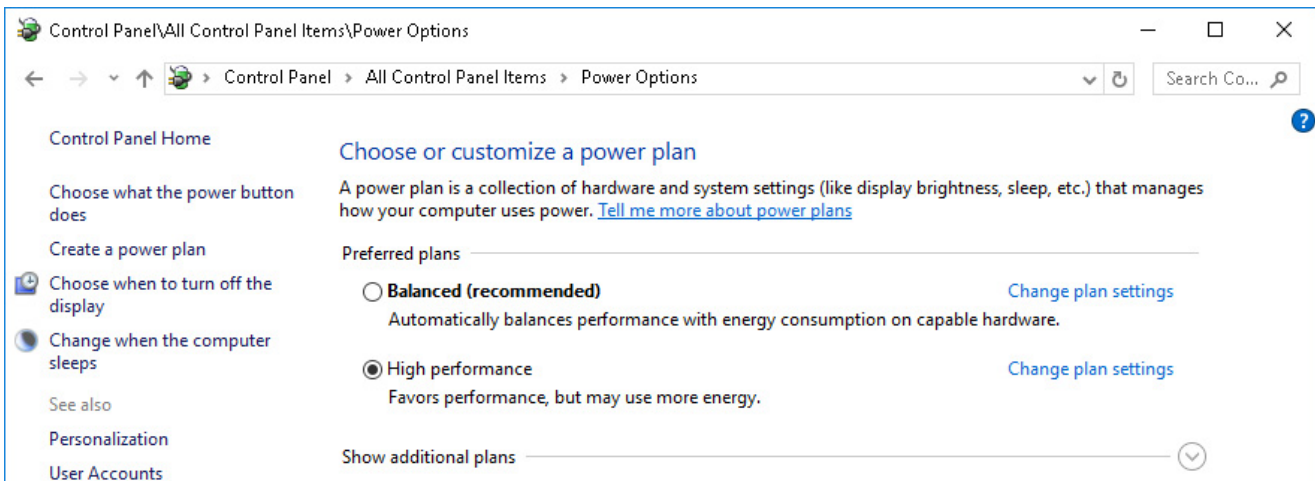 Control Panel\All Control Panel Items\Power Options
Control Panel > All Control Panel Items > Power Options
Search Co...
Control Panel Home
Choose what the power button
does
Create a power plan
Choose when to turn off the
display
Change when the computer
sleeps
See also
Personalization
User Accounts
Choose or customize a power plan
A power plan is a collection of hardware and system settings (like display brightness, sleep, etc.) that manages
how your computer uses power. Tell me more about power plans
Preferred plans
Balanced (recommended) Change plan settings
Automatically balances performance with energy consumption on capable hardware.
High performance Change plan settings
Favors performance, but may use more energy.
Show additional plans